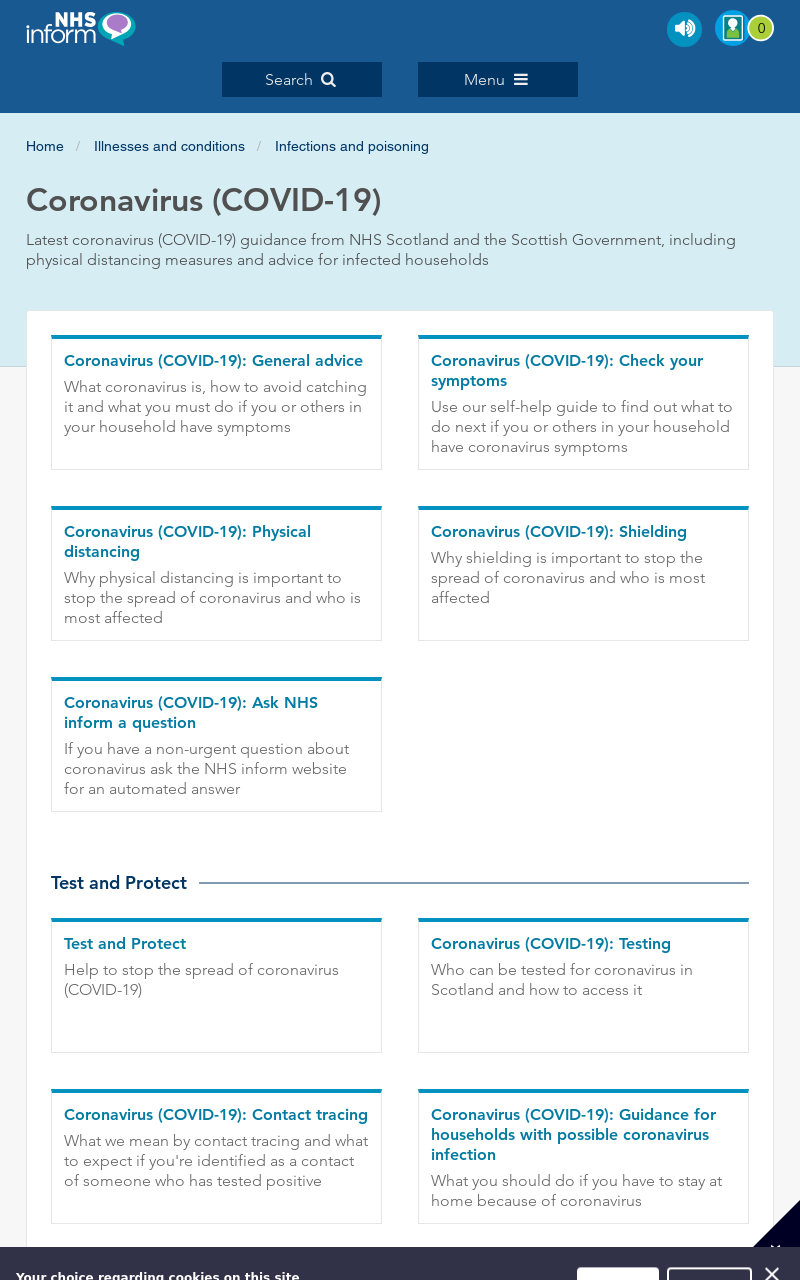 NHS
inform
0
Search
Menu
Home / Illnesses and conditions / Infections and poisoning
Coronavirus (COVID-19)
Latest coronavirus (COVID-19) guidance from NHS Scotland and the Scottish Government, including
physical distancing measures and advice for infected households
Coronavirus (COVID-19): General advice
What coronavirus is, how to avoid catching
it and what you must do if you or others in
your household have symptoms
Coronavirus (COVID-19): Check your
symptoms
Use our self-help guide to find out what to
do next if you or others in your household
have coronavirus symptoms
Coronavirus (COVID-19): Physical
distancing
Why physical distancing is important to
stop the spread of coronavirus and who is
most affected
Coronavirus (COVID-19): Shielding
Why shielding is important to stop the
spread of coronavirus and who is most
affected
Coronavirus (COVID-19): Ask NHS
inform a question
If you have a non-urgent question about
coronavirus ask the NHS inform website
for an automated answer
Test and Protect
Test and Protect
Help to stop the spread of coronavirus
(COVID-19)
Coronavirus (COVID-19): Testing
Who can be tested for coronavirus in
Scotland and how to access it
Coronavirus (COVID-19): Contact tracing
What we mean by contact tracing and what
to expect if you're identified as a contact
of someone who has tested positive
Coronavirus (COVID-19): Guidance for
households with possible coronavirus
infection
What you should do if you have to stay at
home because of coronavirus
Your choice regarding cookies on this site